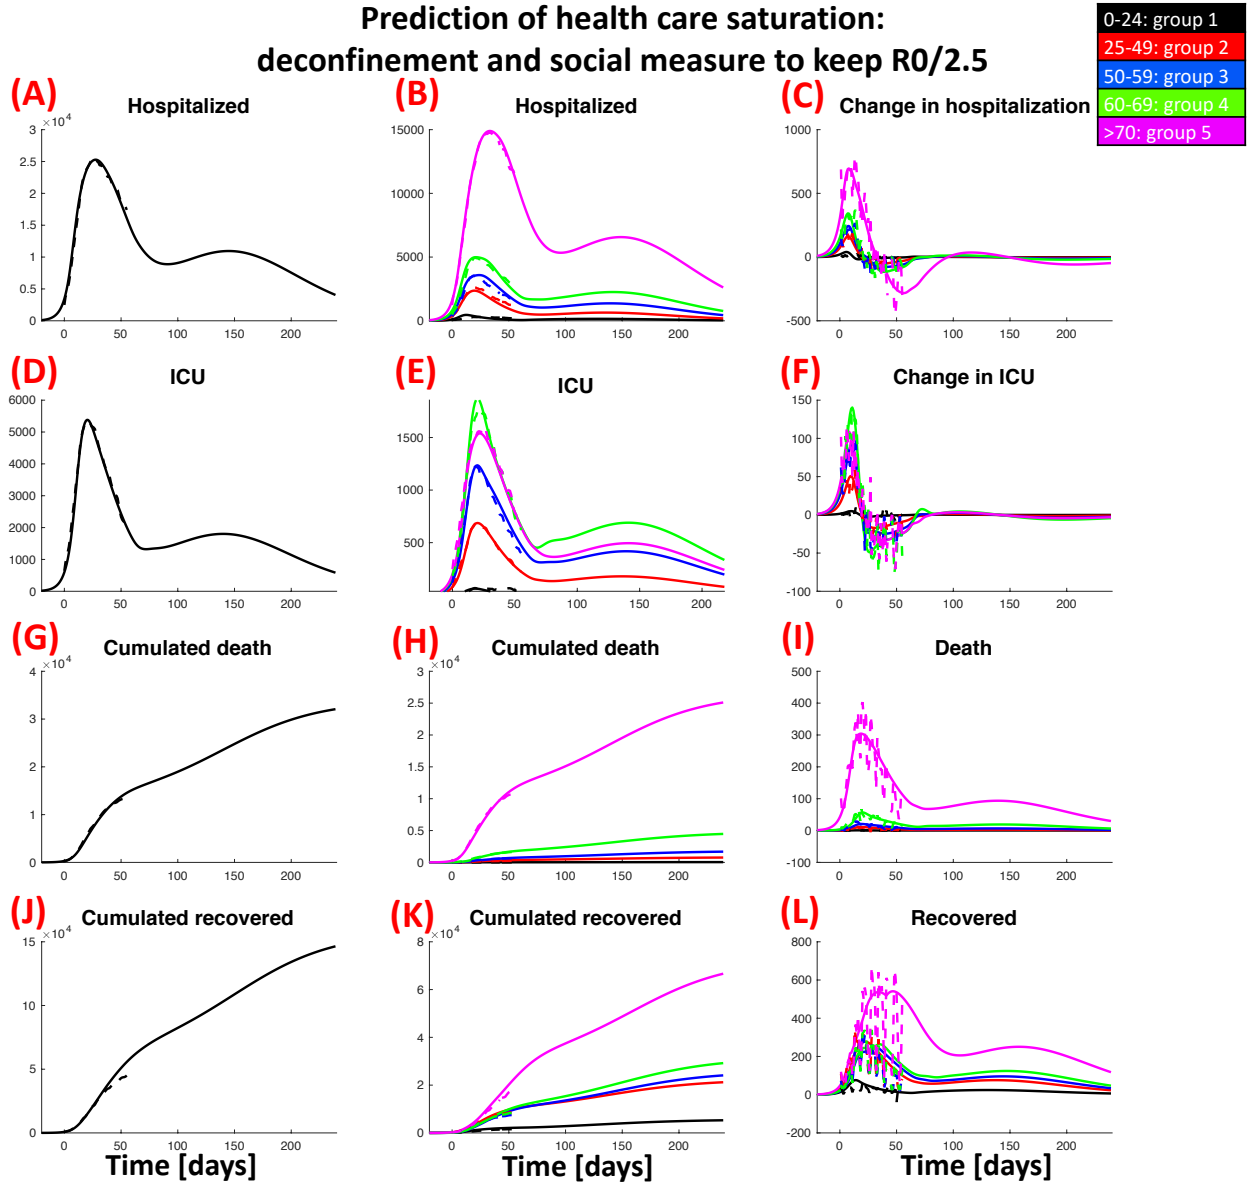 Prediction of health care saturation:
deconfinement and social measure to keep R0/2.5
0-24: group 1
25-49: group 2
50-59: group 3
60-69: group 4
>70: group 5
(A)
Hospitalized
×10⁴
3
2.5
2
1.5
1
0.5
0
0 50 100 150 200
(B)
Hospitalized
15000
10000
5000
0
0 50 100 150 200
(C)
Change in hospitalization
1000
500
0
-500
0 50 100 150 200
(D)
ICU
6000
5000
4000
3000
2000
1000
0
0 50 100 150 200
(E)
ICU
1500
1000
500
0 50 100 150 200
(F)
Change in ICU
150
100
50
0
-50
-100
0 50 100 150 200
(G)
Cumulated death
×10⁴
4
3
2
1
0
0 50 100 150 200
(H)
Cumulated death
×10⁴
3
2.5
2
1.5
1
0.5
0
0 50 100 150 200
(I)
Death
500
400
300
200
100
0
-100
0 50 100 150 200
(J)
Cumulated recovered
×10⁴
15
10
5
0
0 50 100 150 200
Time [days]
(K)
Cumulated recovered
×10⁴
8
6
4
2
0
0 50 100 150 200
Time [days]
(L)
Recovered
800
600
400
200
0
-200
0 50 100 150 200
Time [days]